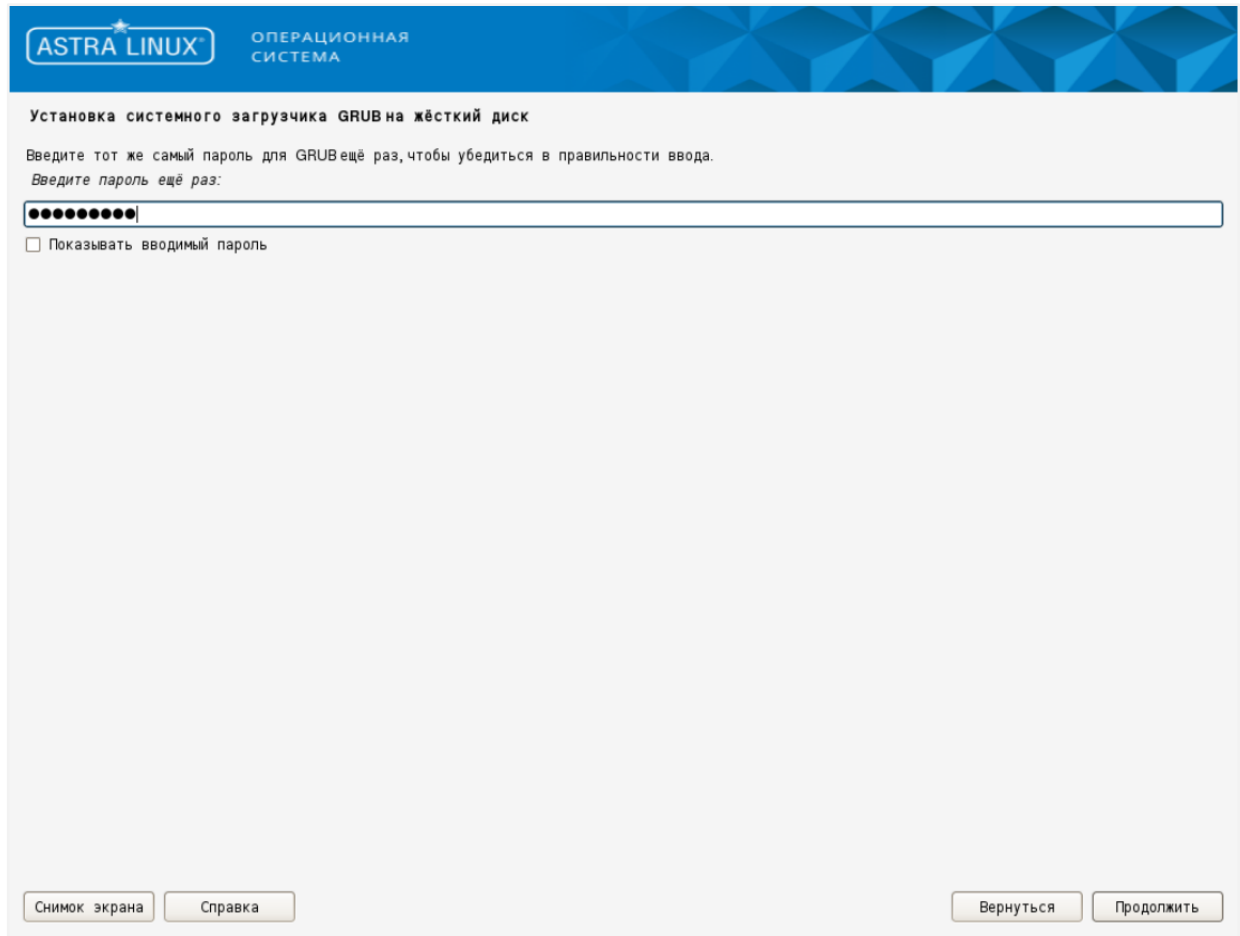 ASTRA LINUX®
ОПЕРАЦИОННАЯ
СИСТЕМА
Установка системного загрузчика GRUB на жёсткий диск
Введите тот же самый пароль для GRUB ещё раз, чтобы убедиться в правильности ввода.
Введите пароль ещё раз:
●●●●●●●●●
Показывать вводимый пароль
Снимок экрана Справка Вернуться Продолжить